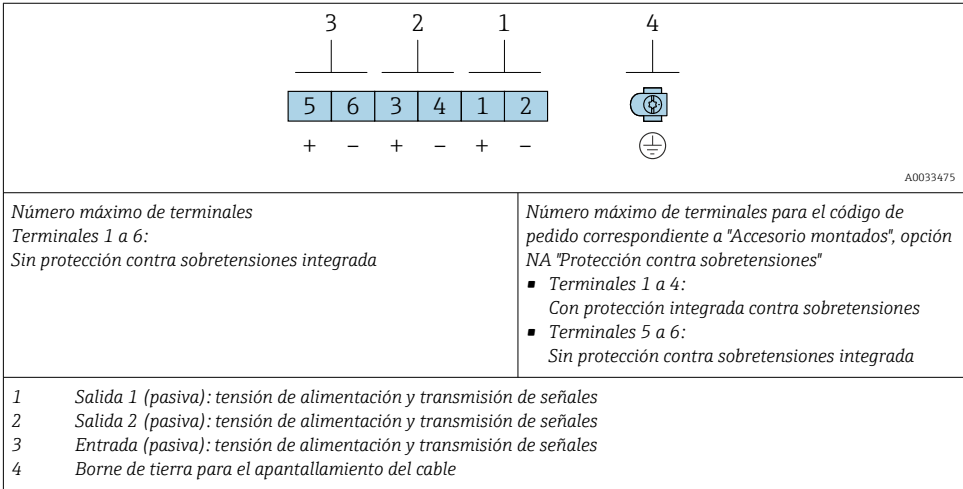 3 2 1 4
5 6 3 4 1 2
+ – + – + –
A0033475
Número máximo de terminales
Terminales 1 a 6:
Sin protección contra sobretensiones integrada
Número máximo de terminales para el código de
pedido correspondiente a "Accesorio montados", opción
NA "Protección contra sobretensiones"
▪ Terminales 1 a 4:
Con protección integrada contra sobretensiones
▪ Terminales 5 a 6:
Sin protección contra sobretensiones integrada
1 Salida 1 (pasiva): tensión de alimentación y transmisión de señales
2 Salida 2 (pasiva): tensión de alimentación y transmisión de señales
3 Entrada (pasiva): tensión de alimentación y transmisión de señales
4 Borne de tierra para el apantallamiento del cable